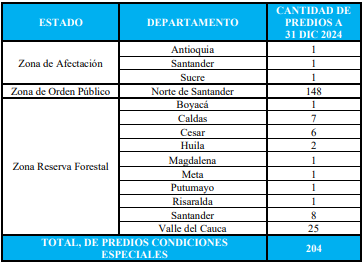 ESTADO DEPARTAMENTO CANTIDAD DE PREDIOS A 31 DIC 2024
Zona de Afectación Antioquia 1
Santander 1
Sucre 1
Zona de Orden Público Norte de Santander 148
Zona Reserva Forestal Boyacá 1
Caldas 7
Cesar 6
Huila 2
Magdalena 1
Meta 1
Putumayo 1
Risaralda 1
Santander 8
Valle del Cauca 25
TOTAL, DE PREDIOS CONDICIONES ESPECIALES 204